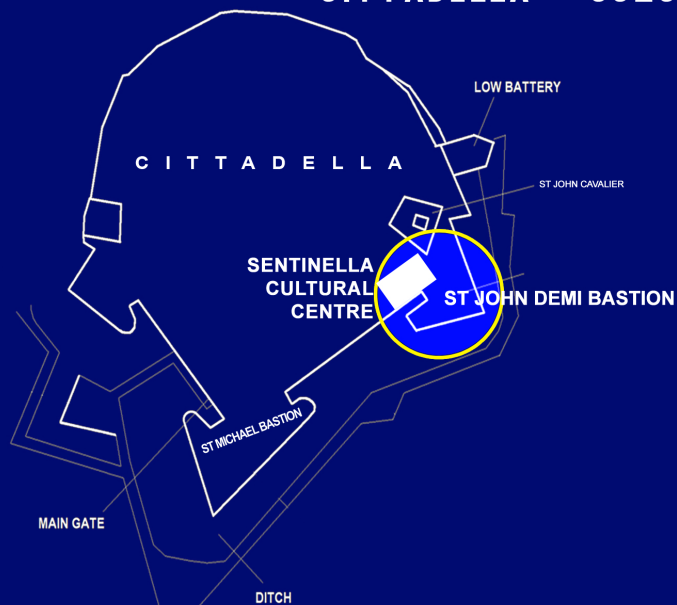 LOW BATTERY
C I T T A D E L L A
ST JOHN CAVALIER
SENTINELLA
CULTURAL
CENTRE
ST JOHN DEMI BASTION
ST MICHAEL BASTION
MAIN GATE
DITCH